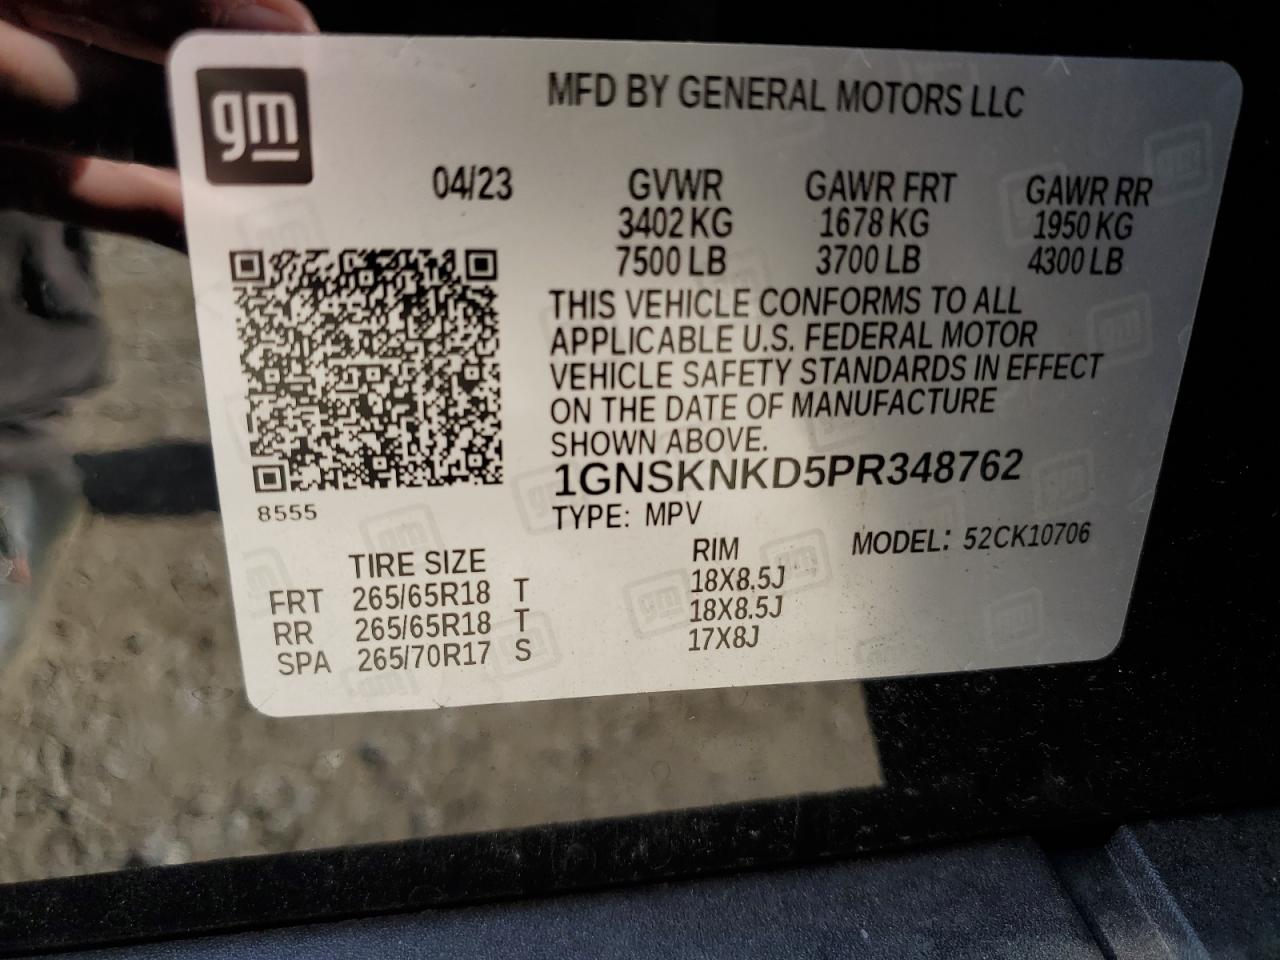 gm
MFD BY GENERAL MOTORS LLC
04/23 GVWR GAWR FRT GAWR RR
3402 KG 1678 KG 1950 KG
7500 LB 3700 LB 4300 LB
THIS VEHICLE CONFORMS TO ALL
APPLICABLE U.S. FEDERAL MOTOR
VEHICLE SAFETY STANDARDS IN EFFECT
ON THE DATE OF MANUFACTURE
SHOWN ABOVE.
1GNSKNKD5PR348762
8555
TYPE: MPV MODEL: 52CK10706
TIRE SIZE RIM
FRT 265/65R18 T 18X8.5J
RR 265/65R18 T 18X8.5J
SPA 265/70R17 S 17X8J